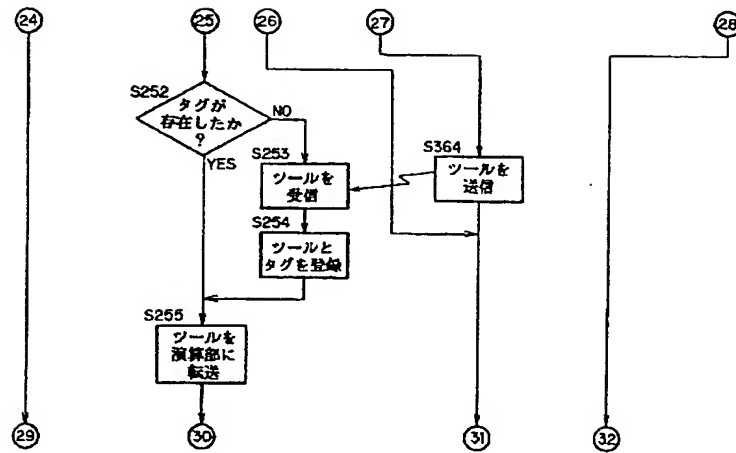 24
25
26
27
28
S252
タグが
存在したか
?
NO
YES
S253
ツールを
受信
S364
ツールを
送信
S254
ツールと
タグを登録
S255
ツールを
演算部に
転送
29
30
31
32